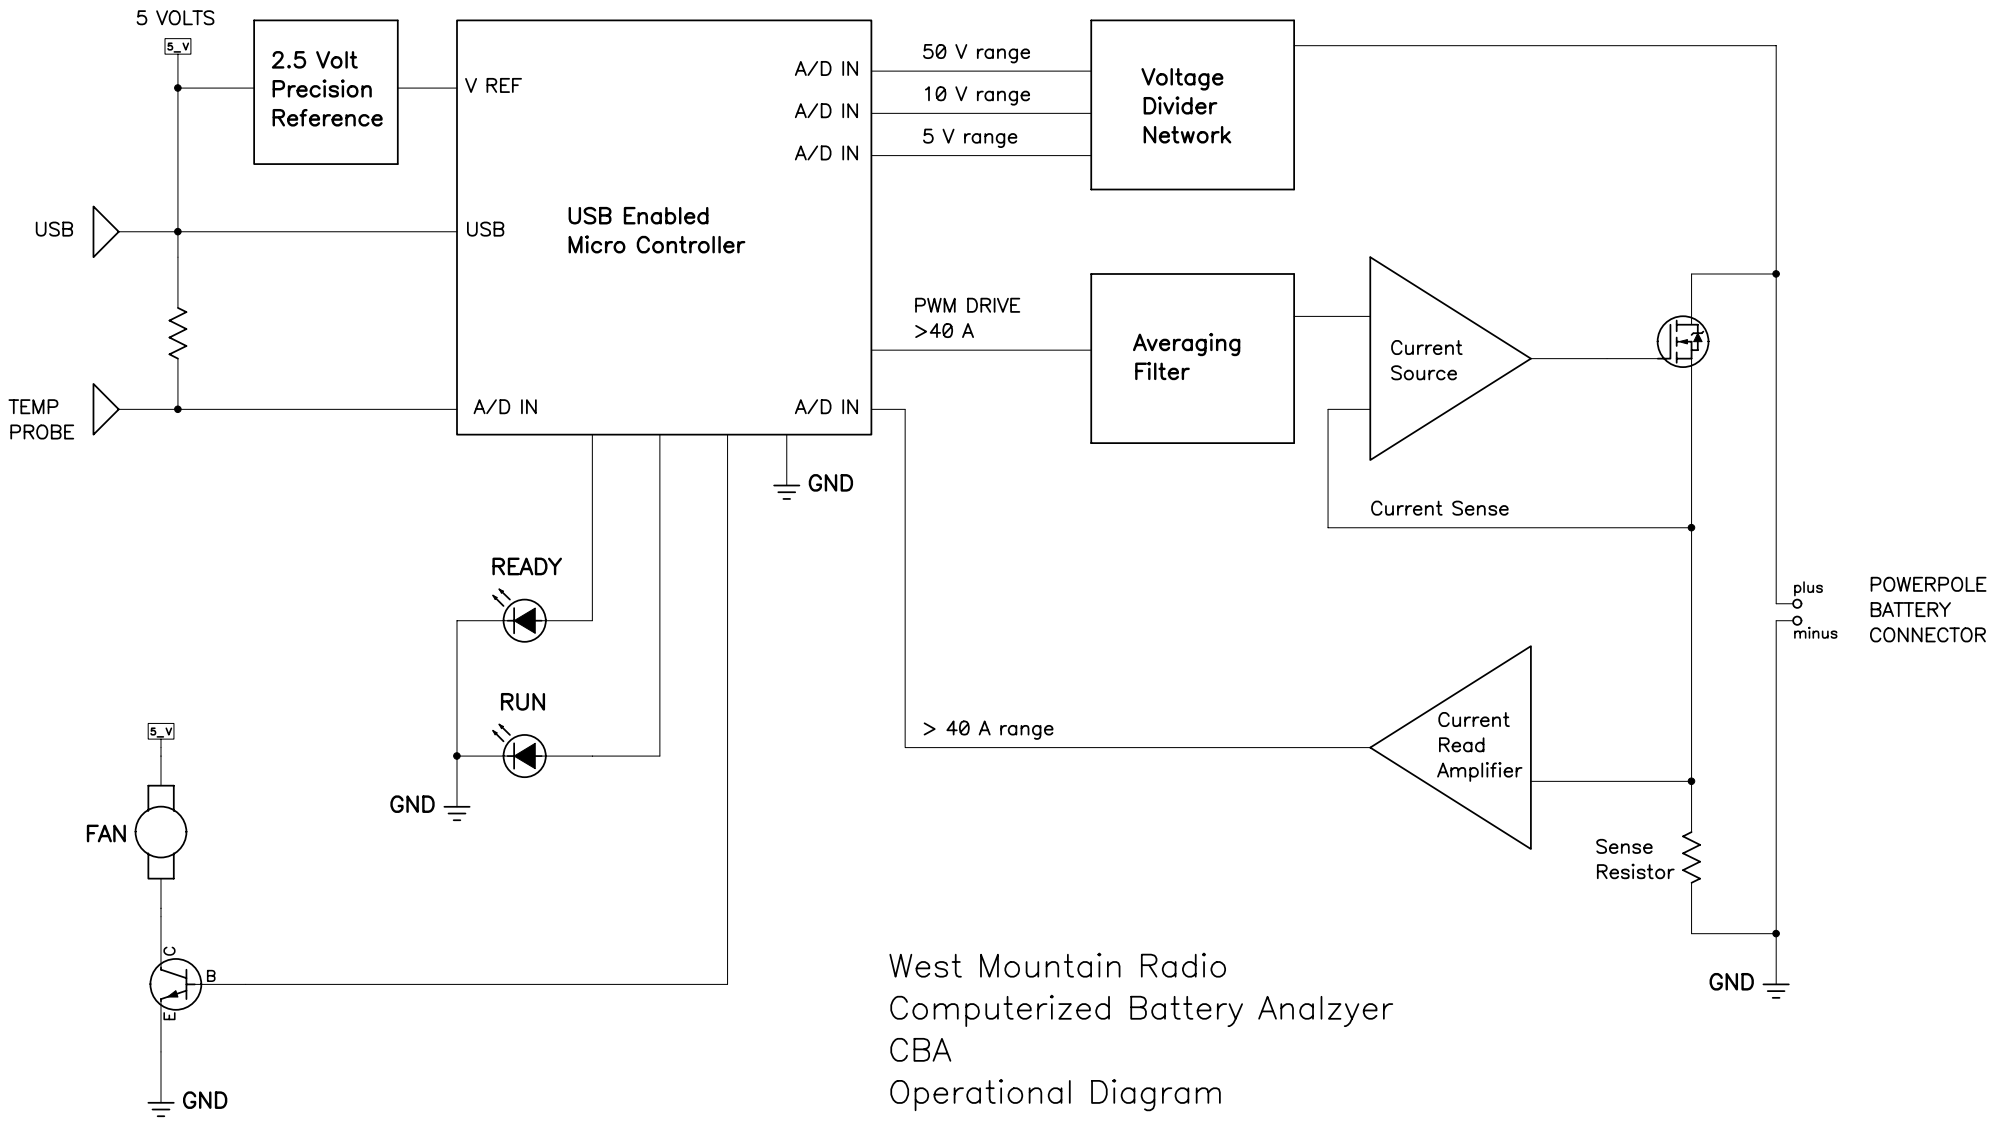 5 VOLTS
5_V
2.5 Volt
Precision
Reference
V REF
USB
USB
TEMP
PROBE
A/D IN
USB Enabled
Micro Controller
A/D IN
A/D IN
A/D IN
A/D IN
50 V range
10 V range
5 V range
Voltage
Divider
Network
PWM DRIVE
>40 A
Averaging
Filter
Current
Source
Current Sense
GND
READY
RUN
GND
plus
minus
POWERPOLE
BATTERY
CONNECTOR
> 40 A range
Current
Read
Amplifier
Sense
Resistor
GND
5_V
FAN
C
B
E
GND
West Mountain Radio
Computerized Battery Analzyer
CBA
Operational Diagram